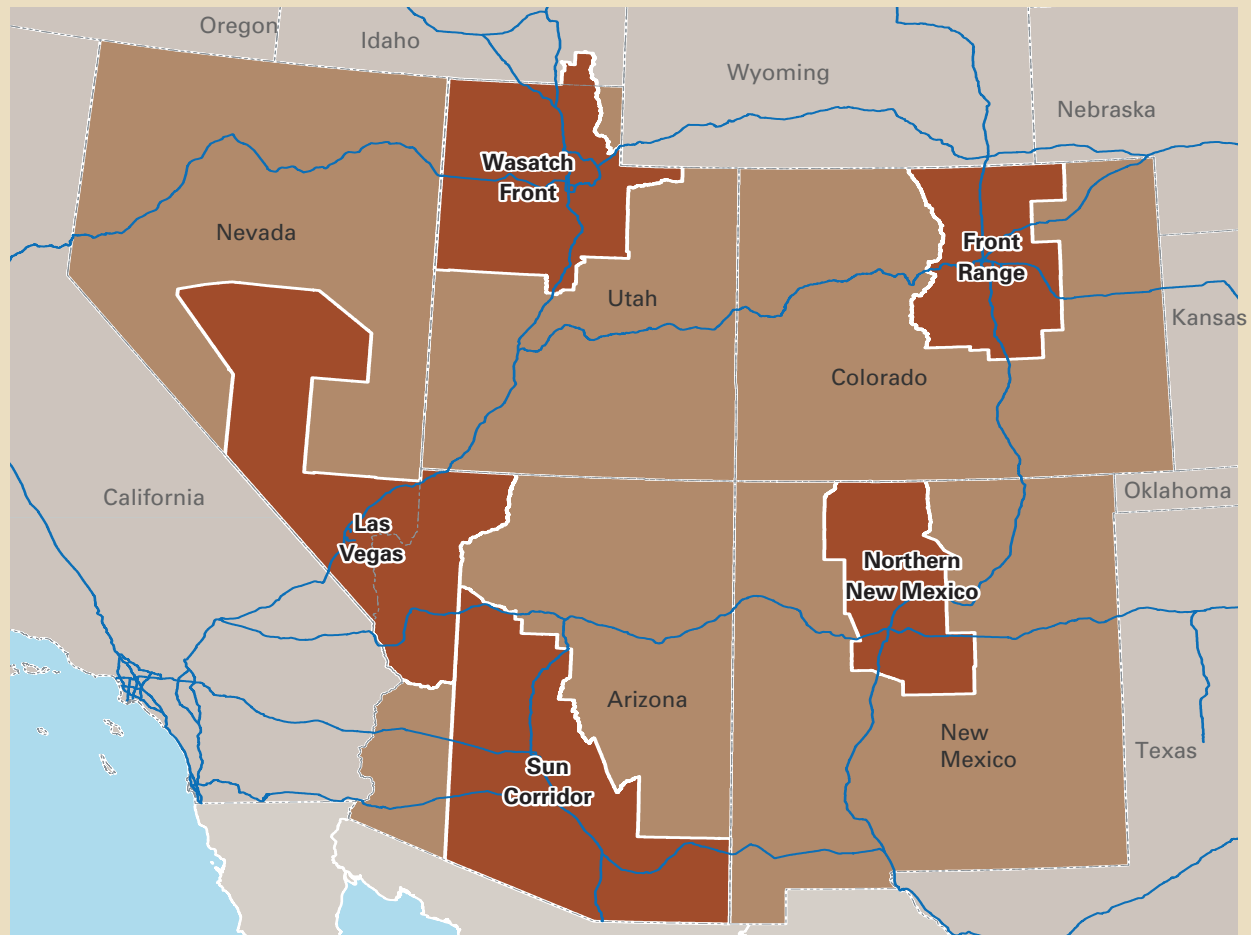 Oregon
Idaho
Wyoming
Nebraska
Wasatch
Front
Nevada
Front
Range
Utah
Kansas
Colorado
California
Oklahoma
Las
Vegas
Northern
New Mexico
Arizona
New
Mexico
Texas
Sun
Corridor